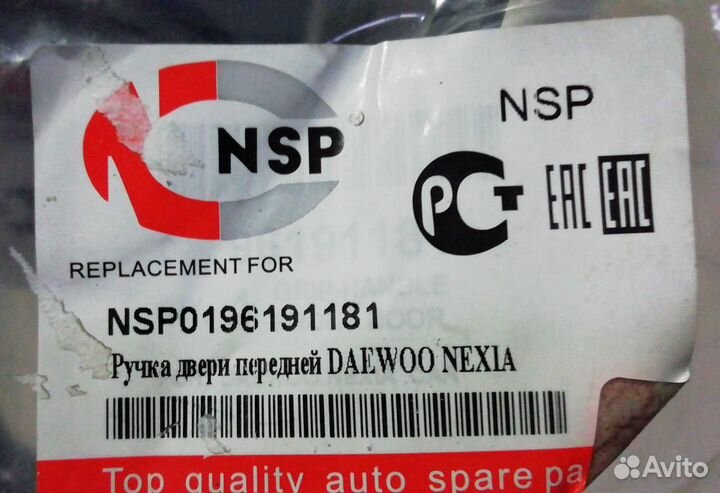 NSP
NSP
РСТ EAC EAC
REPLACEMENT FOR
NSP0196191181
Ручка двери передней DAEWOO NEXIA
Top quality auto spare pa
Avito